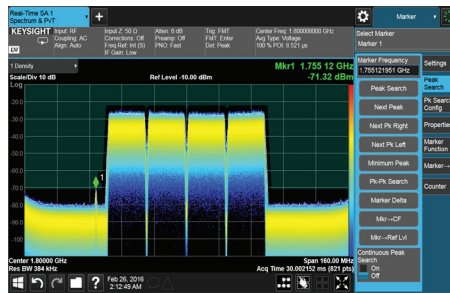 Real-Time SA 1
Spectrum & PvT
Marker
KEYSIGHT
Input: RF
Coupling: AC
Align: Auto
Input Z: 50 Ω
Corrections: Off
Freq Ref: Int (S)
IF Gain: Low
Atten: 6 dB
Preamp: Off
PNO: Fast
Trig: FMT
FMT: Enter
Det: Peak
Center Freq: 1.800000000 GHz
Avg Type: Voltage
100 % POI: 8.521 µs
1 Density
Scale/Div 10 dB
Ref Level -10.00 dBm
Mkr1 1.755 12 GHz
-71.32 dBm
Log
-20.0
-30.0
-40.0
-50.0
-60.0
-70.0
-80.0
-90.0
-100
1
Center 1.80000 GHz
Res BW 384 kHz
Span 160.00 MHz
Acq Time 30.002152 ms (821 pts)
Feb 26, 2016
2:12:49 AM
Select Marker
Marker 1
Marker Frequency
1.755121951 GHz
Peak Search
Next Peak
Next Pk Right
Next Pk Left
Minimum Peak
Pk-Pk Search
Marker Delta
Mkr→CF
Mkr→Ref Lvl
Continuous Peak
Search
On
Off
Settings
Peak
Search
Pk Search
Config
Properties
Marker
Function
Marker→
Counter